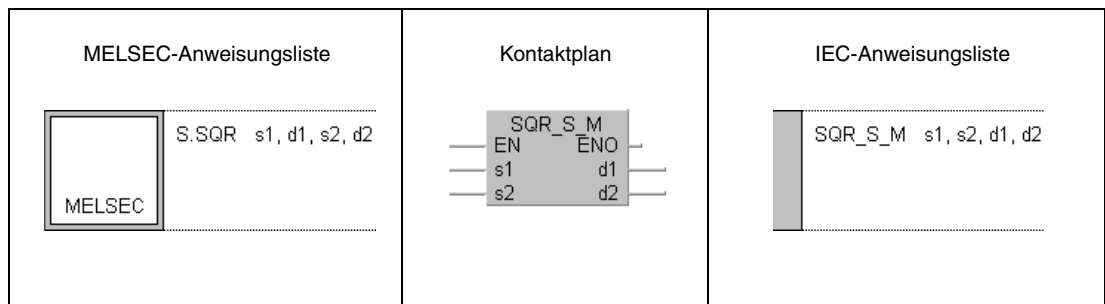 MELSEC-Anweisungsliste
S.SQR s1, d1, s2, d2
MELSEC
Kontaktplan
SQR_S_M
EN ENO
s1 d1
s2 d2
IEC-Anweisungsliste
SQR_S_M s1, s2, d1, d2